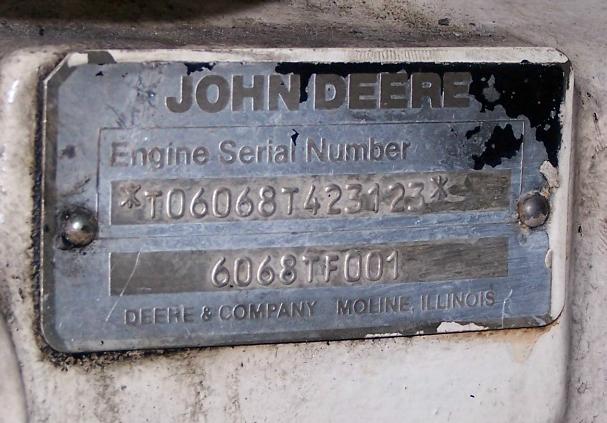 JOHN DEERE
Engine Serial Number
*T06068T423123*
6068TF001
DEERE & COMPANY MOLINE, ILLINOIS